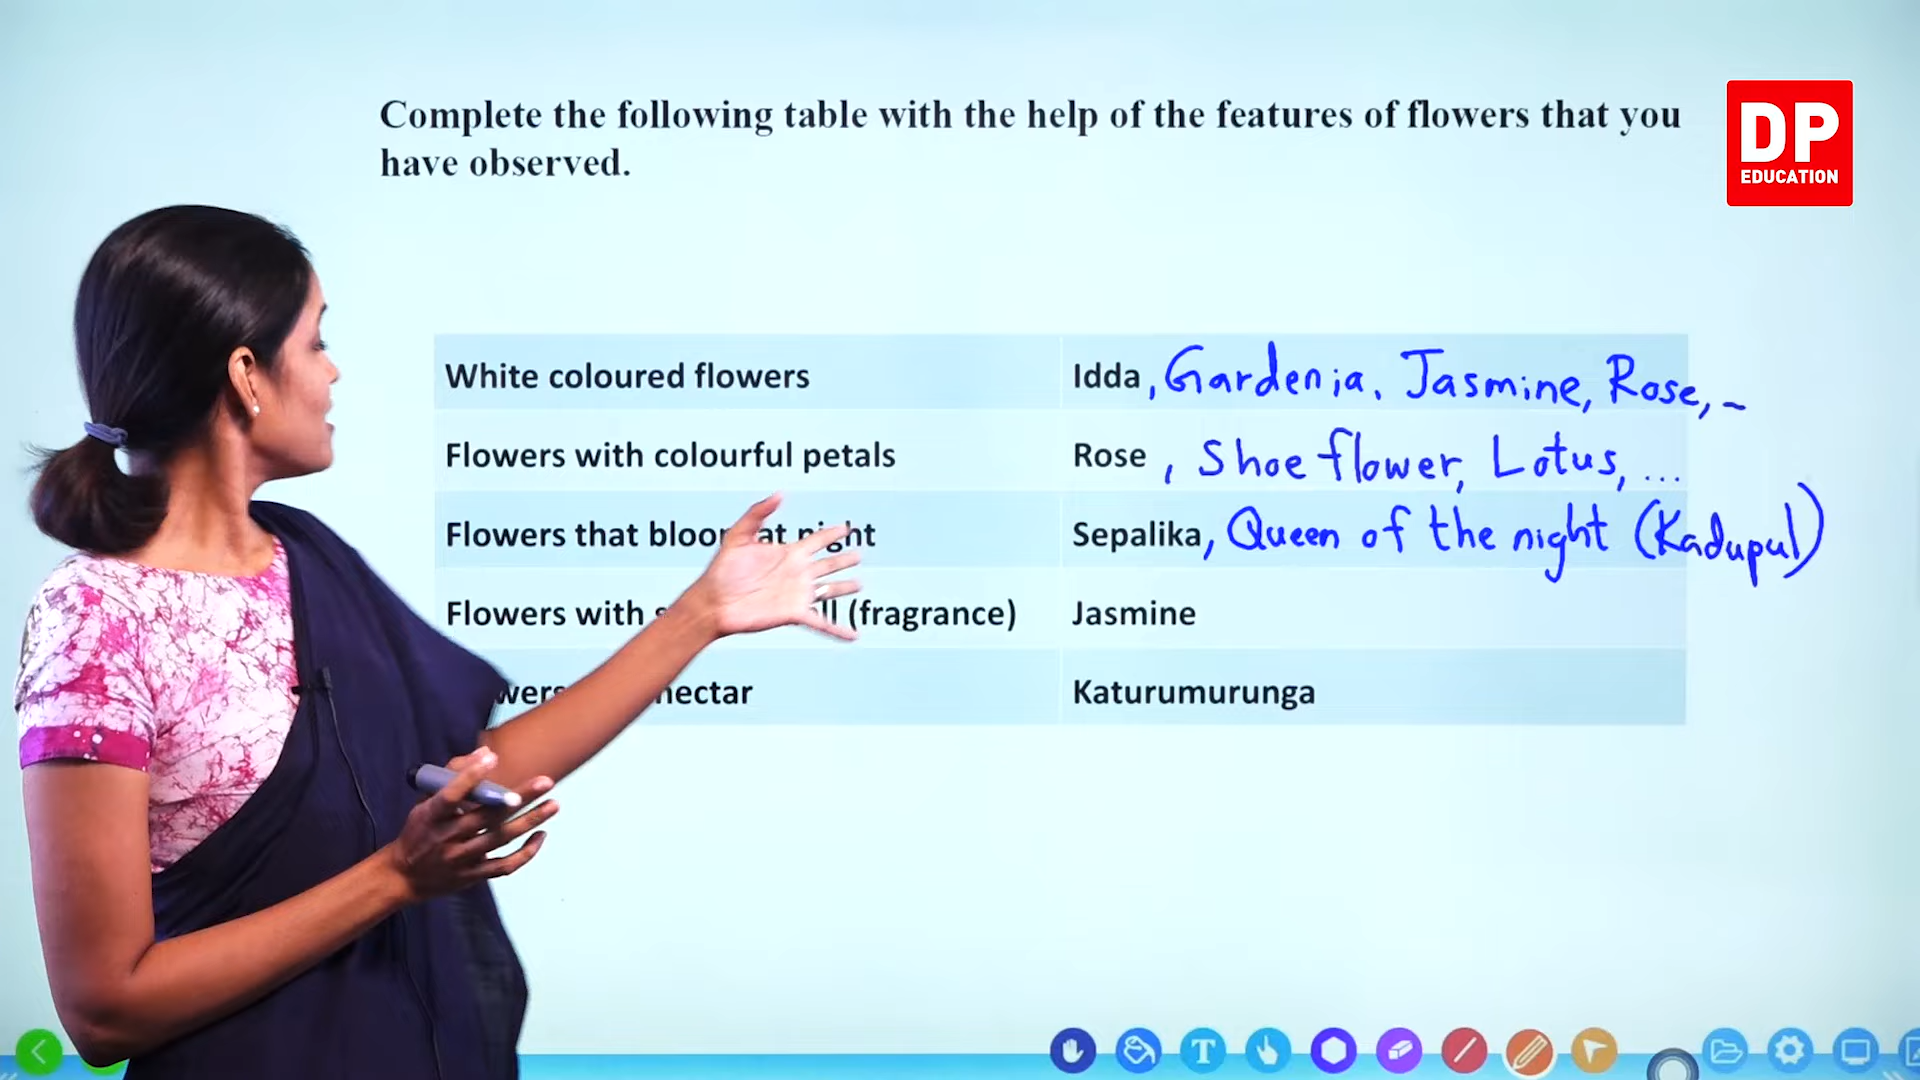 Complete the following table with the help of the features of flowers that you
have observed.
DP
EDUCATION
White coloured flowers Idda , Gardenia, Jasmine, Rose, ..
Flowers with colourful petals Rose , Shoe flower, Lotus, ...
Flowers that at night Sepalika, Queen of the night (Kadupul)
Flowers with (fragrance) Jasmine
nectar Katurumurunga
T